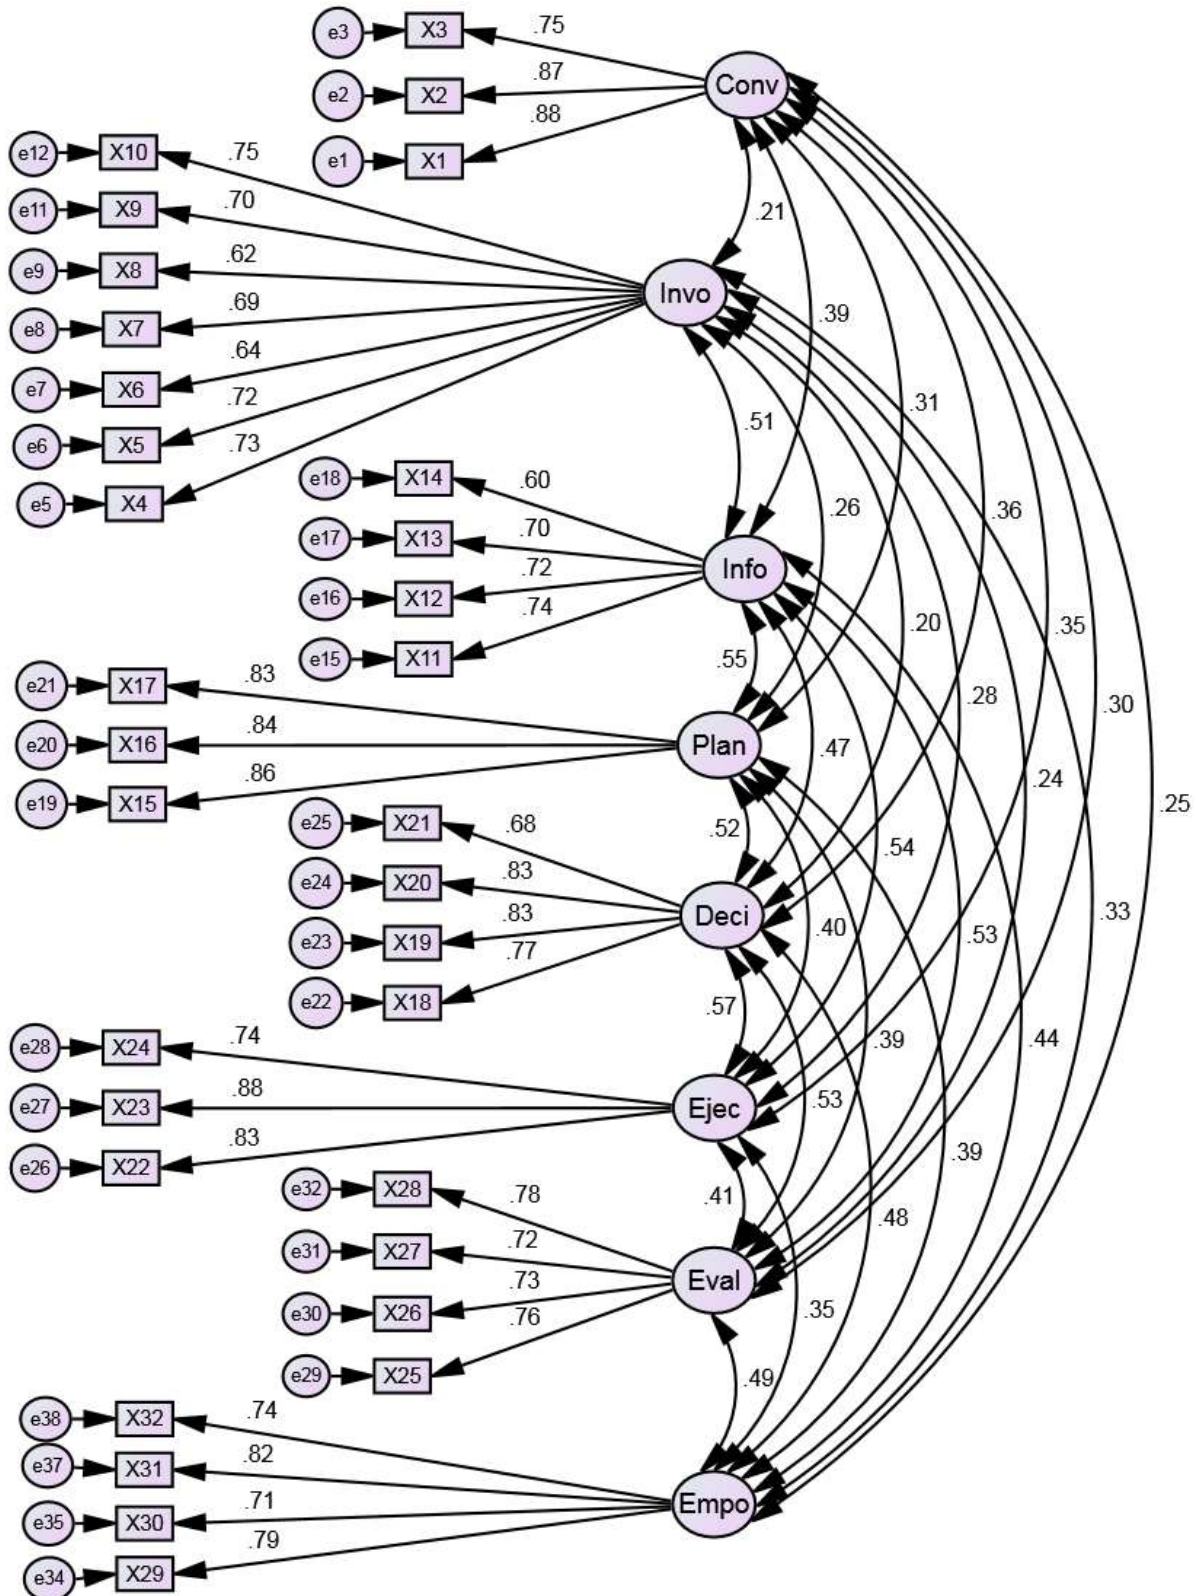 e3 X3 .75
e2 X2 .87 Conv
e1 X1 .88
e12 X10 .75
e11 X9 .70 .21
e9 X8 .62
e8 X7 .69 Invo .39
e7 X6 .64
e6 X5 .72 .51 .31
e5 X4 .73
e18 X14 .60 .26 .36
e17 X13 .70
e16 X12 .72 Info
e15 X11 .74 .55 .20 .35
e21 X17 .83 .28 .30
e20 X16 .84 Plan .47
e19 X15 .86 .24 .25
e25 X21 .68 .52 .54
e24 X20 .83
e23 X19 .83 Deci .40 .53 .33
e22 X18 .77
e28 X24 .74 .57 .39 .44
e27 X23 .88 Ejec .53
e26 X22 .83 .39
e32 X28 .78 .41 .48
e31 X27 .72
e30 X26 .73 Eval .35
e29 X25 .76 .49
e38 X32 .74
e37 X31 .82
e35 X30 .71 Empo
e34 X29 .79